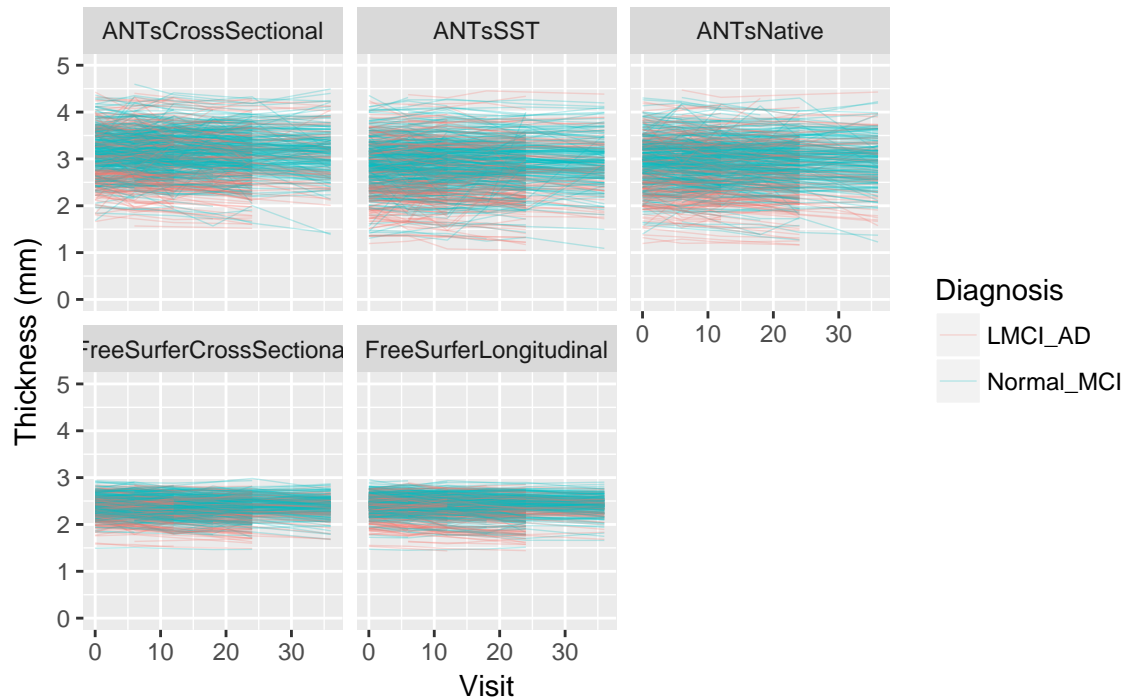 ANTsCrossSectional ANTsSST ANTsNative
5
4
3
2
1
0
0 10 20 30
FreeSurferCrossSectiona FreeSurferLongitudinal
5
4
3
2
1
0
0 10 20 30 0 10 20 30
Thickness (mm)
Visit
Diagnosis
LMCI_AD
Normal_MCI